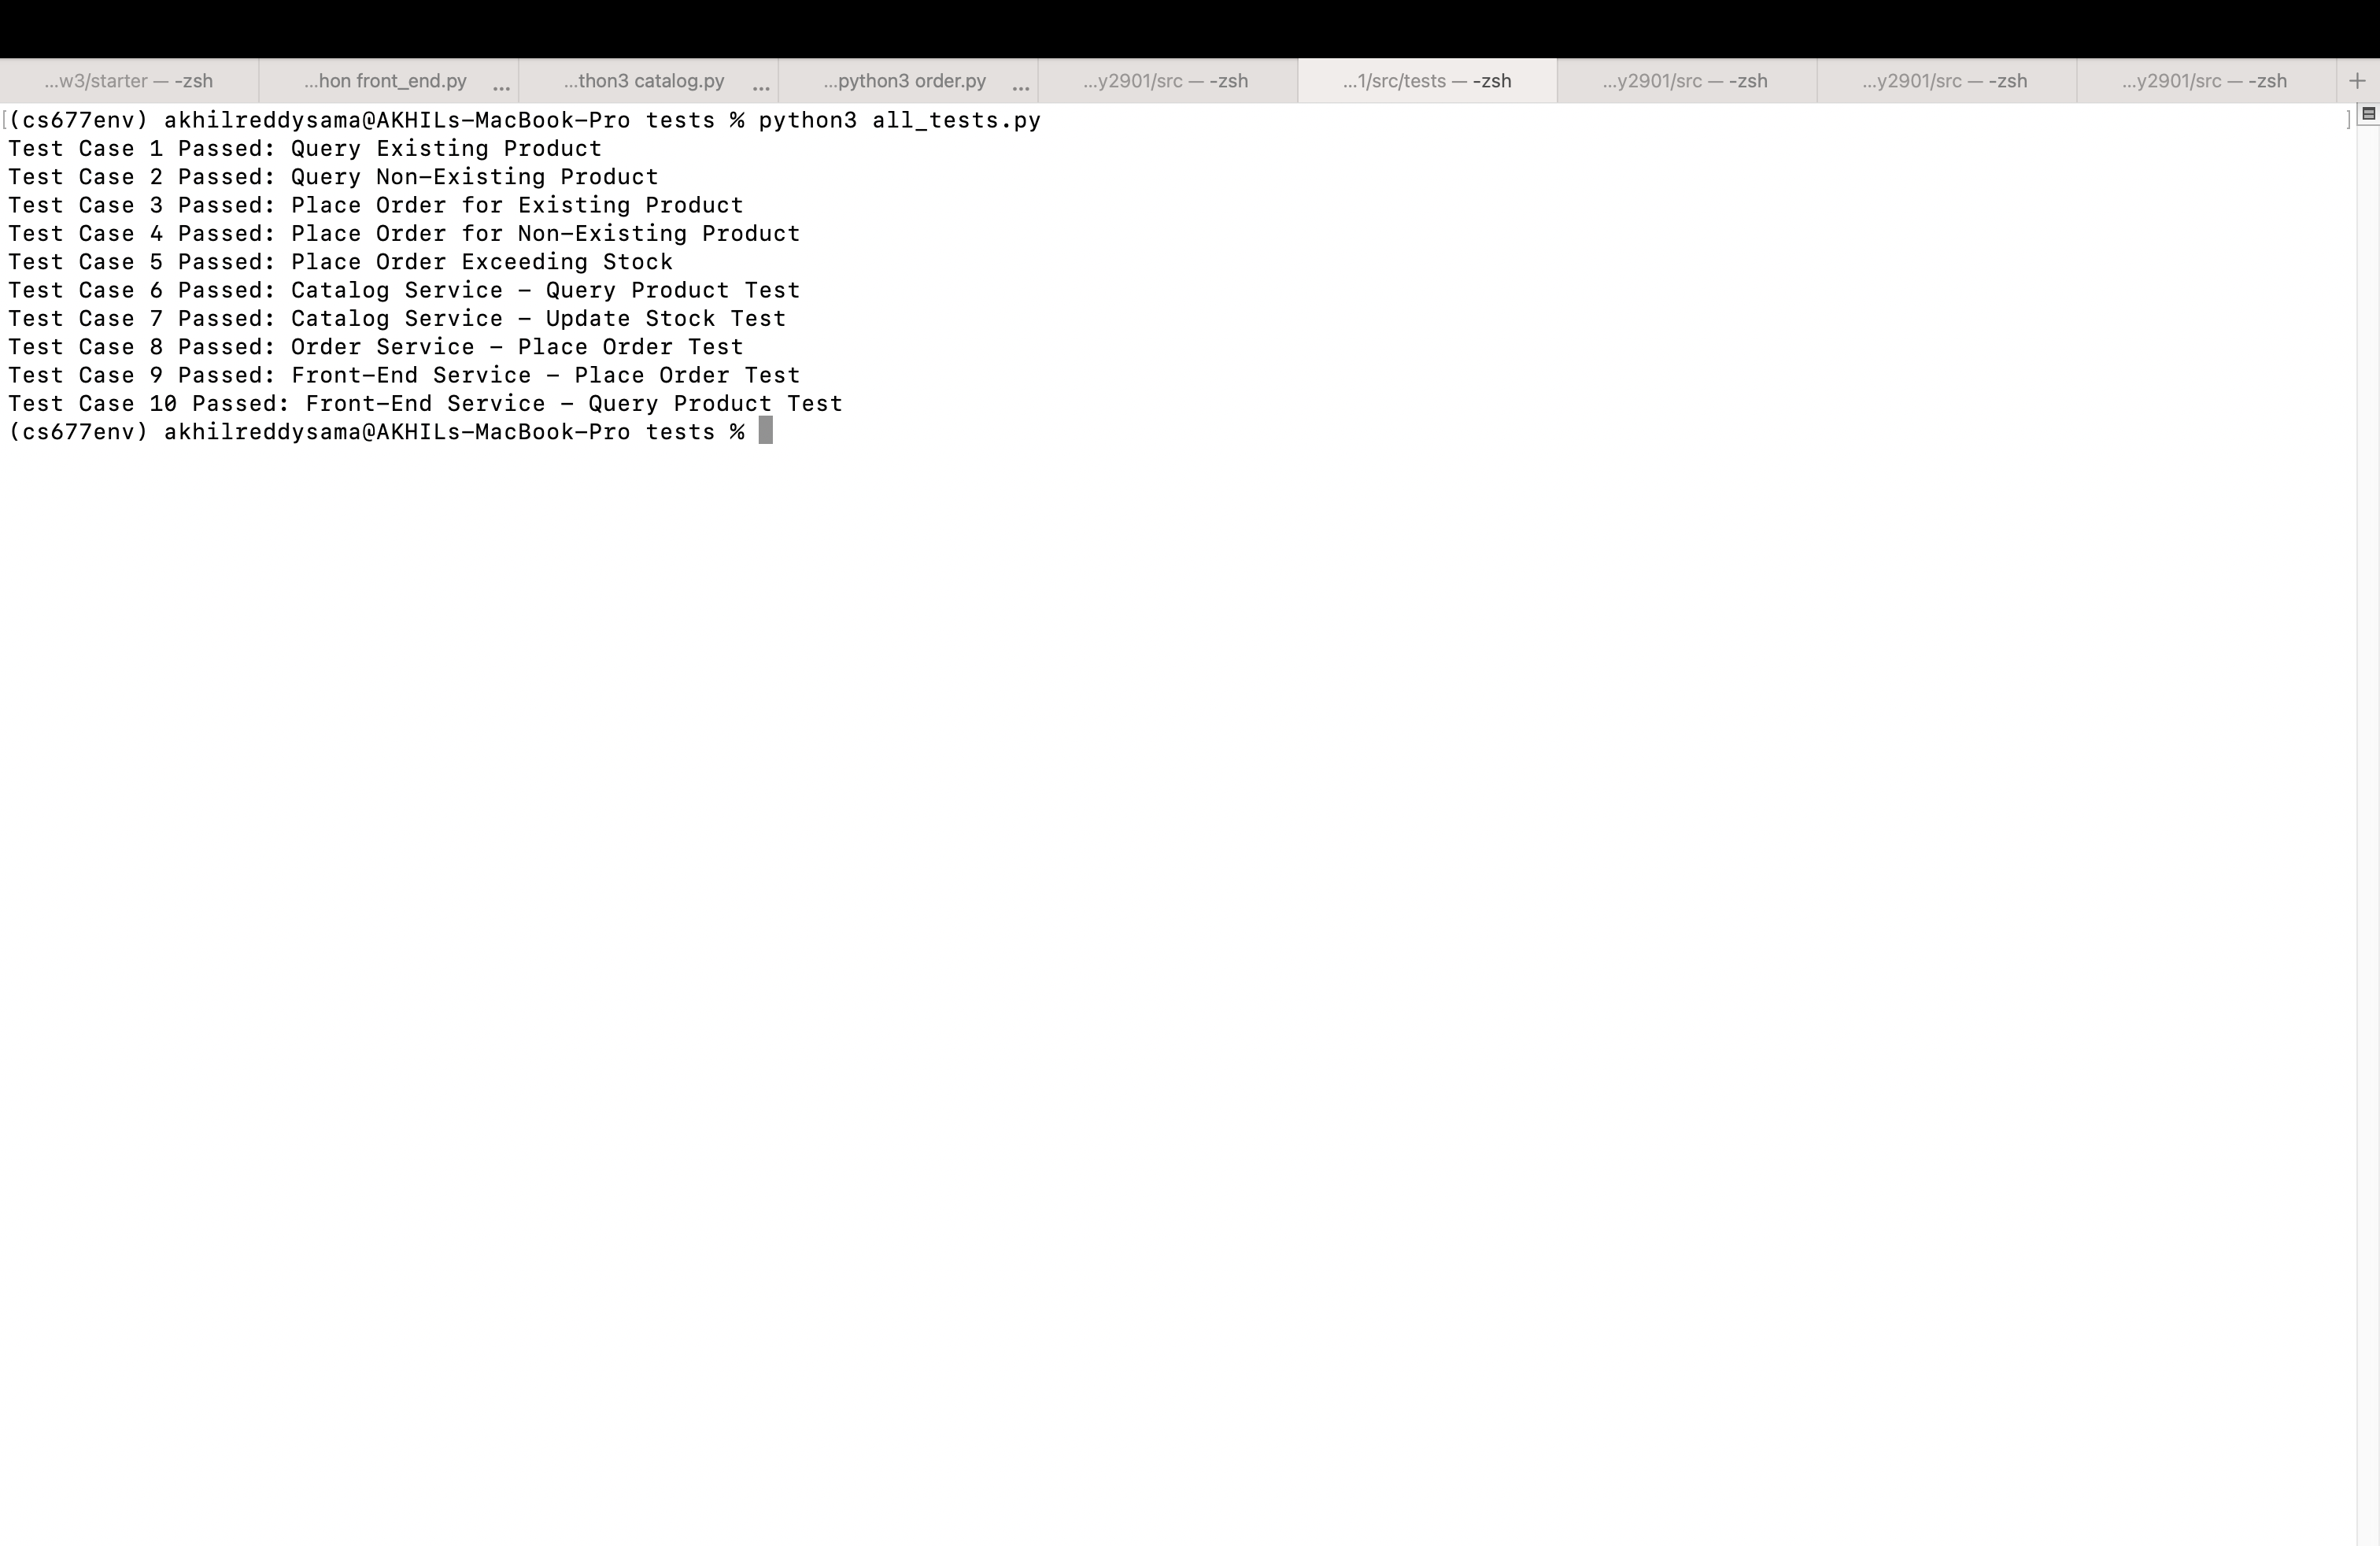 ...w3/starter — -zsh
...hon front_end.py ...
...thon3 catalog.py ...
...python3 order.py ...
...y2901/src — -zsh
...1/src/tests — -zsh
...y2901/src — -zsh
...y2901/src — -zsh
...y2901/src — -zsh
+
[(cs677env) akhilreddysama@AKHILs-MacBook-Pro tests % python3 all_tests.py ]
Test Case 1 Passed: Query Existing Product
Test Case 2 Passed: Query Non-Existing Product
Test Case 3 Passed: Place Order for Existing Product
Test Case 4 Passed: Place Order for Non-Existing Product
Test Case 5 Passed: Place Order Exceeding Stock
Test Case 6 Passed: Catalog Service - Query Product Test
Test Case 7 Passed: Catalog Service - Update Stock Test
Test Case 8 Passed: Order Service - Place Order Test
Test Case 9 Passed: Front-End Service - Place Order Test
Test Case 10 Passed: Front-End Service - Query Product Test
(cs677env) akhilreddysama@AKHILs-MacBook-Pro tests %